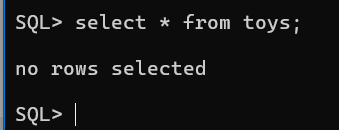 SQL> select * from toys;
no rows selected
SQL>